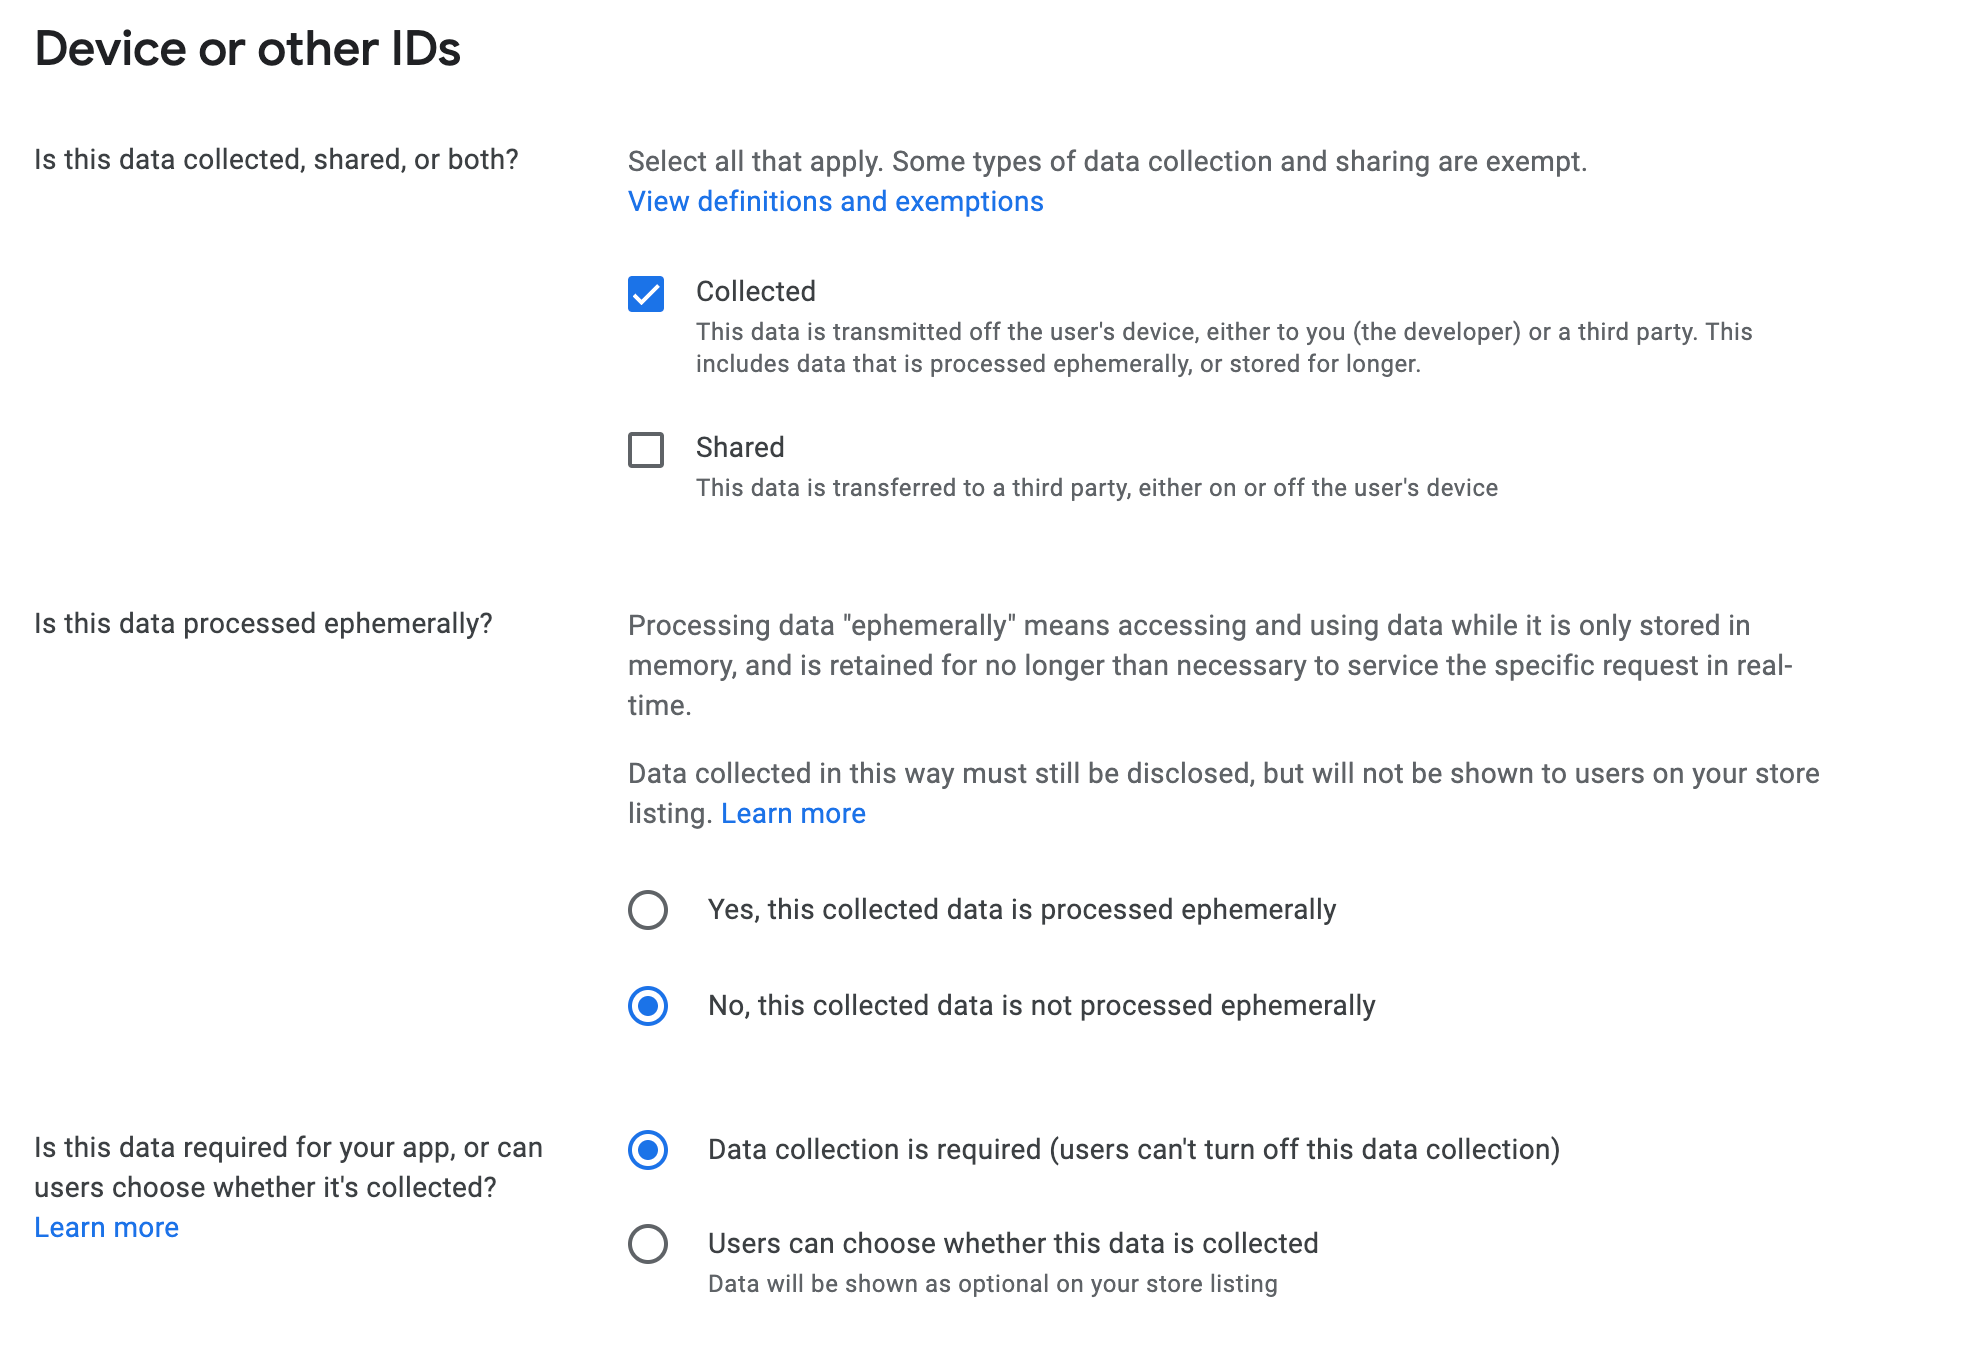 Device or other IDs
Is this data collected, shared, or both?
Select all that apply. Some types of data collection and sharing are exempt.
View definitions and exemptions
Collected
This data is transmitted off the user's device, either to you (the developer) or a third party. This
includes data that is processed ephemerally, or stored for longer.
Shared
This data is transferred to a third party, either on or off the user's device
Is this data processed ephemerally?
Processing data "ephemerally" means accessing and using data while it is only stored in
memory, and is retained for no longer than necessary to service the specific request in real-
time.
Data collected in this way must still be disclosed, but will not be shown to users on your store
listing. Learn more
Yes, this collected data is processed ephemerally
No, this collected data is not processed ephemerally
Is this data required for your app, or can
users choose whether it's collected?
Learn more
Data collection is required (users can't turn off this data collection)
Users can choose whether this data is collected
Data will be shown as optional on your store listing